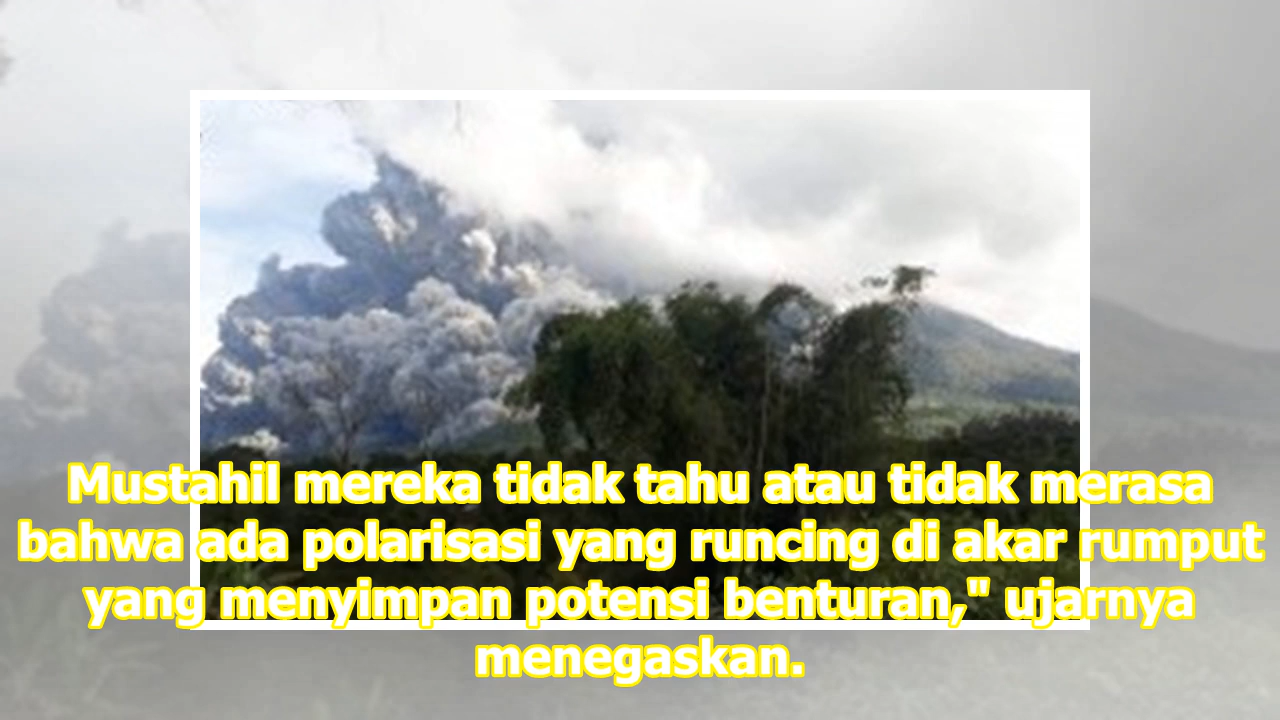 Mustahil mereka tidak tahu atau tidak merasa
bahwa ada polarisasi yang runcing di akar rumput
yang menyimpan potensi benturan," ujarnya
menegaskan.